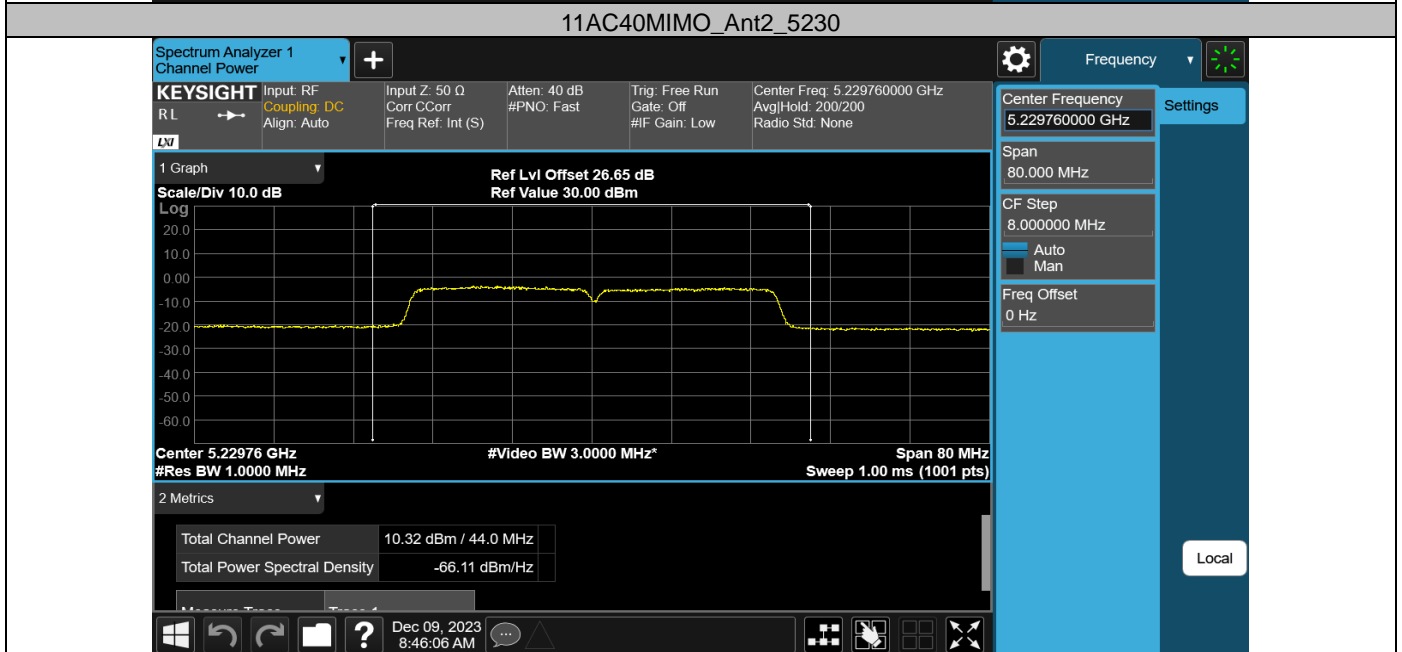 11AC40MIMO_Ant2_5230
Spectrum Analyzer 1
Channel Power
+
Frequency
KEYSIGHT
RL
LXI
Input: RF
Coupling: DC
Align: Auto
Input Z: 50 Ω
Corr CCorr
Freq Ref: Int (S)
Atten: 40 dB
#PNO: Fast
Trig: Free Run
Gate: Off
#IF Gain: Low
Center Freq: 5.229760000 GHz
Avg|Hold: 200/200
Radio Std: None
Center Frequency
5.229760000 GHz
Settings
Span
80.000 MHz
CF Step
8.000000 MHz
Auto
Man
Freq Offset
0 Hz
1 Graph
Scale/Div 10.0 dB
Ref Lvl Offset 26.65 dB
Ref Value 30.00 dBm
Log
20.0
10.0
0.00
-10.0
-20.0
-30.0
-40.0
-50.0
-60.0
Center 5.22976 GHz
#Video BW 3.0000 MHz*
Span 80 MHz
#Res BW 1.0000 MHz
Sweep 1.00 ms (1001 pts)
2 Metrics
Total Channel Power 10.32 dBm / 44.0 MHz
Total Power Spectral Density -66.11 dBm/Hz
Local
?
Dec 09, 2023
8:46:06 AM